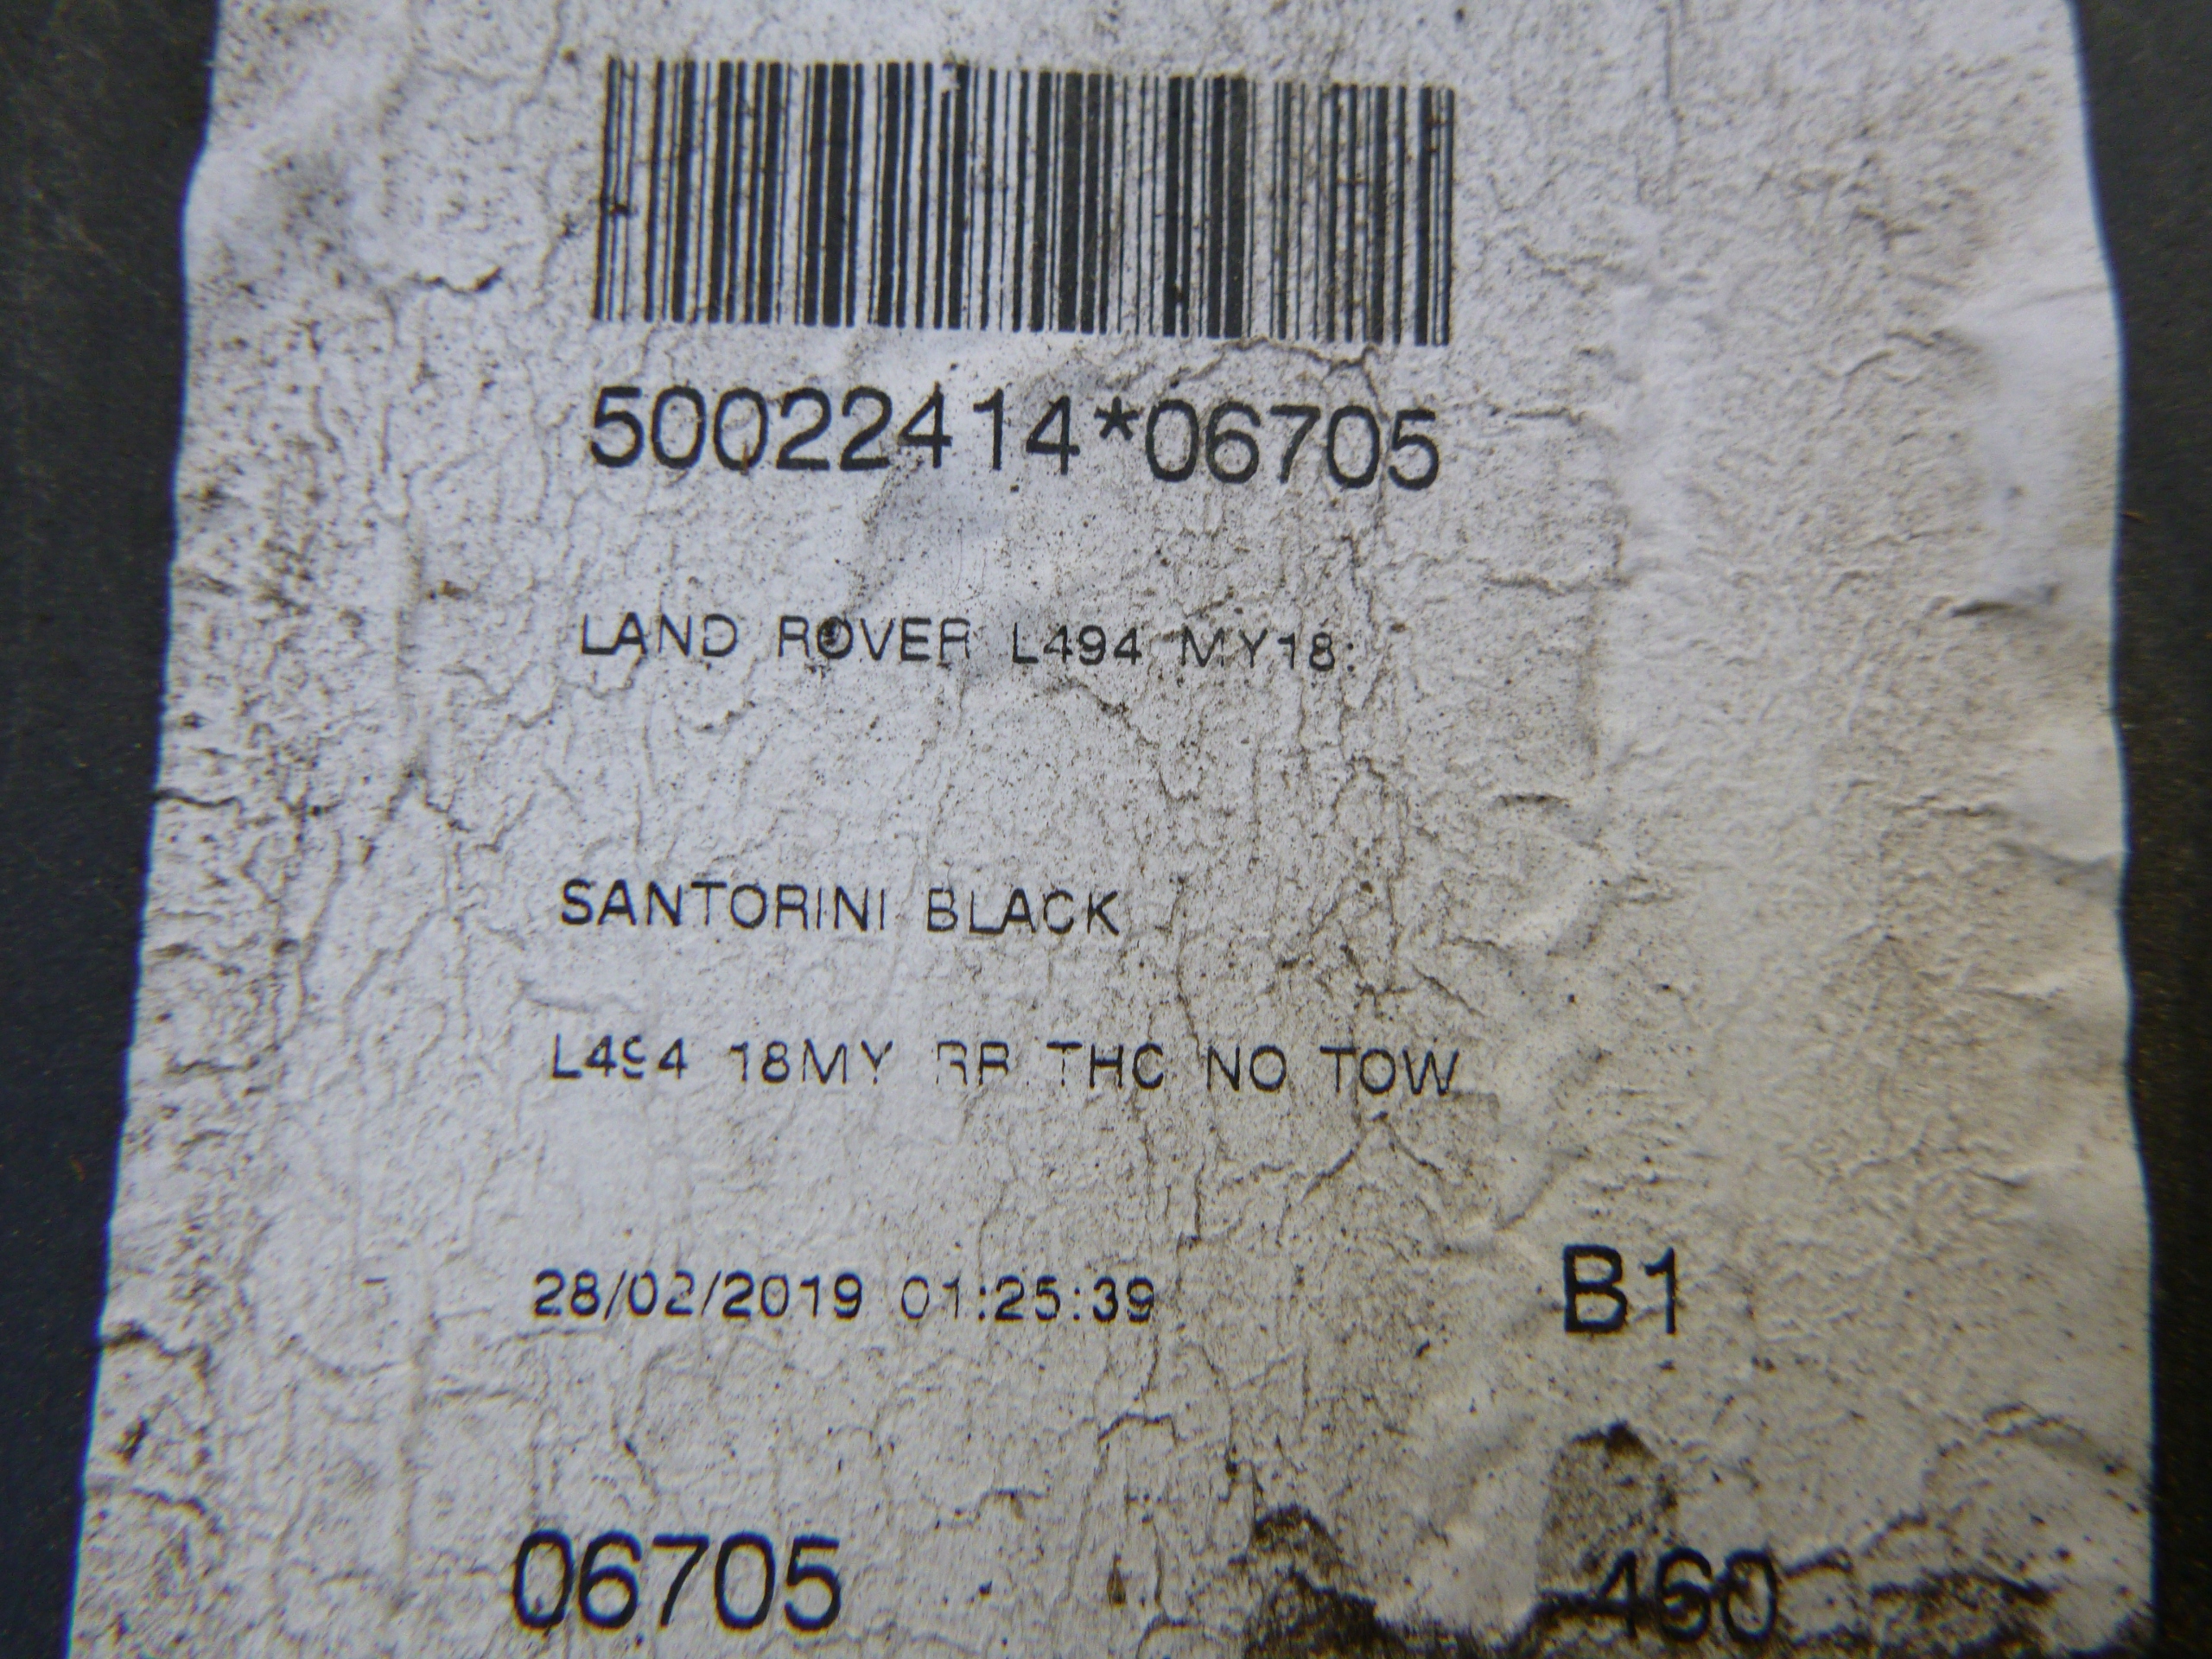 50022414*06705
LAND ROVER L494 MY18:
SANTORINI BLACK
L494 18MY RR THC NO TOW
28/02/2019 01:25:39
B1
06705
460